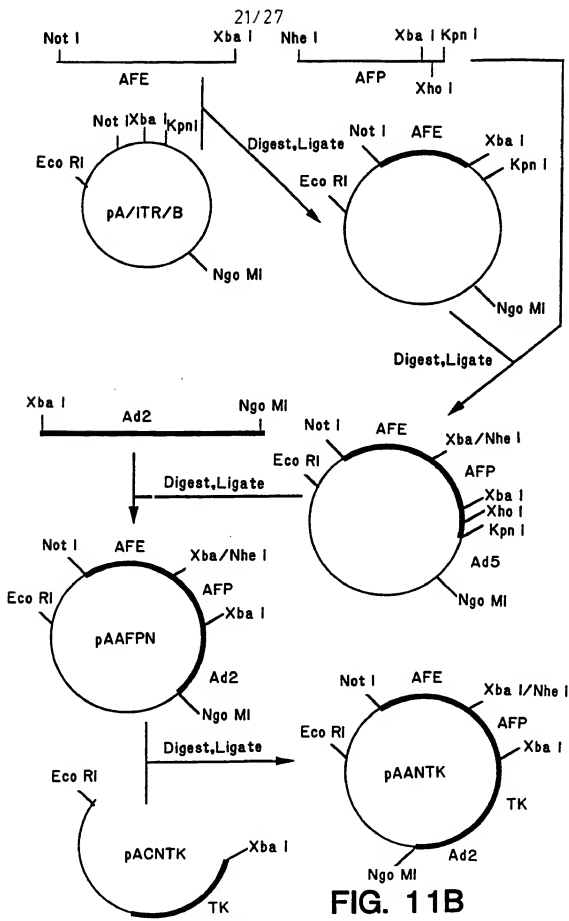 21/27
Not I
Xba I
AFE
Nhe I
Xba I Kpn I
AFP
Xho I
Not I Xba I KpnI
Eco RI
pA/ITR/B
Ngo MI
Digest,Ligate
Not I
AFE
Xba I
Kpn I
Eco RI
Ngo MI
Digest,Ligate
Xba I
Ad2
Ngo MI
Digest,Ligate
Not I
AFE
Xba/Nhe I
Eco RI
AFP
Xba I
Xho I
Kpn I
Ad5
Ngo MI
Not I
AFE
Xba/Nhe I
Eco RI
AFP
Xba I
pAAFPN
Ad2
Ngo MI
Digest,Ligate
Eco RI
pACNTK
Xba I
TK
Not I
AFE
Xba I/Nhe I
Eco RI
AFP
Xba I
pAANTK
TK
Ad2
Ngo MI
FIG. 11B